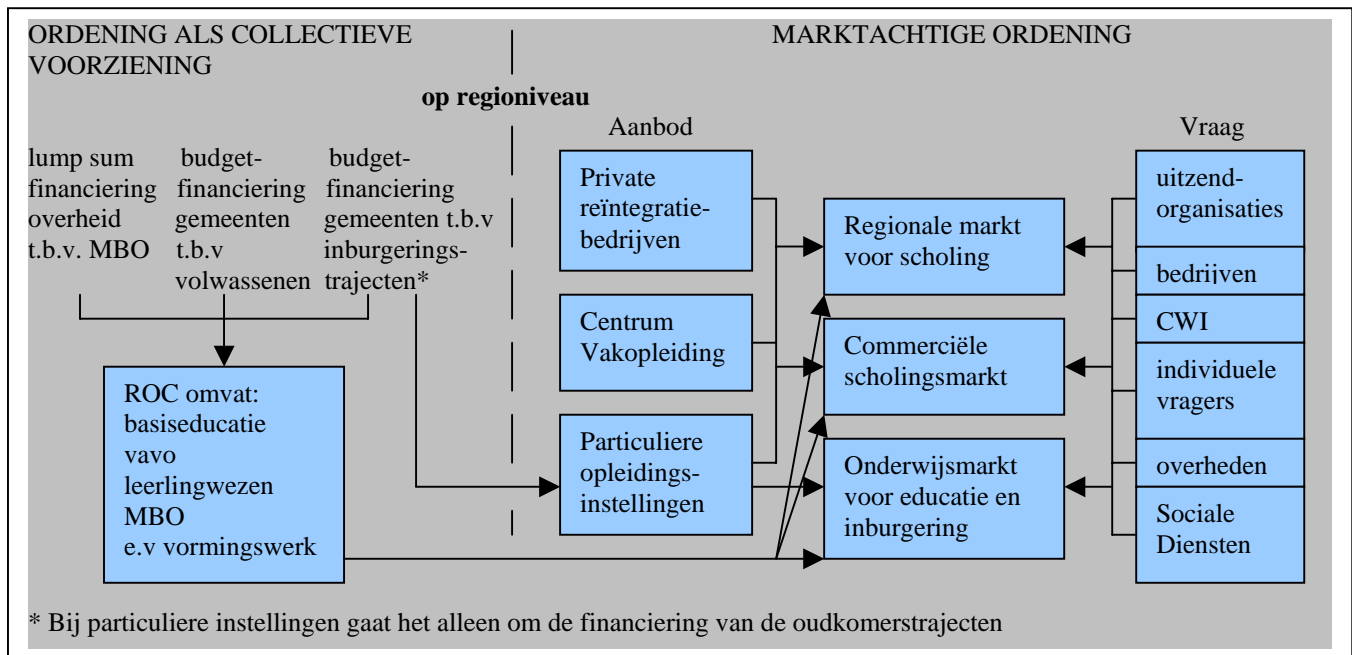 ORDENING ALS COLLECTIEVE
VOORZIENING
MARKTACHTIGE ORDENING
op regioniveau
lump sum
financiering
overheid
t.b.v. MBO
budget-
financiering
gemeenten
t.b.v
volwassenen
budget-
financiering
gemeenten t.b.v
inburgerings-
trajecten*
ROC omvat:
basiseducatie
vavo
leerlingwezen
MBO
e.v vormingswerk
Aanbod
Private
reïntegratie-
bedrijven
Centrum
Vakopleiding
Particuliere
opleidings-
instellingen
Regionale markt
voor scholing
Commerciële
scholingsmarkt
Onderwijsmarkt
voor educatie en
inburgering
Vraag
uitzend-
organisaties
bedrijven
CWI
individuele
vragers
overheden
Sociale
Diensten
* Bij particuliere instellingen gaat het alleen om de financiering van de oudkomerstrajecten